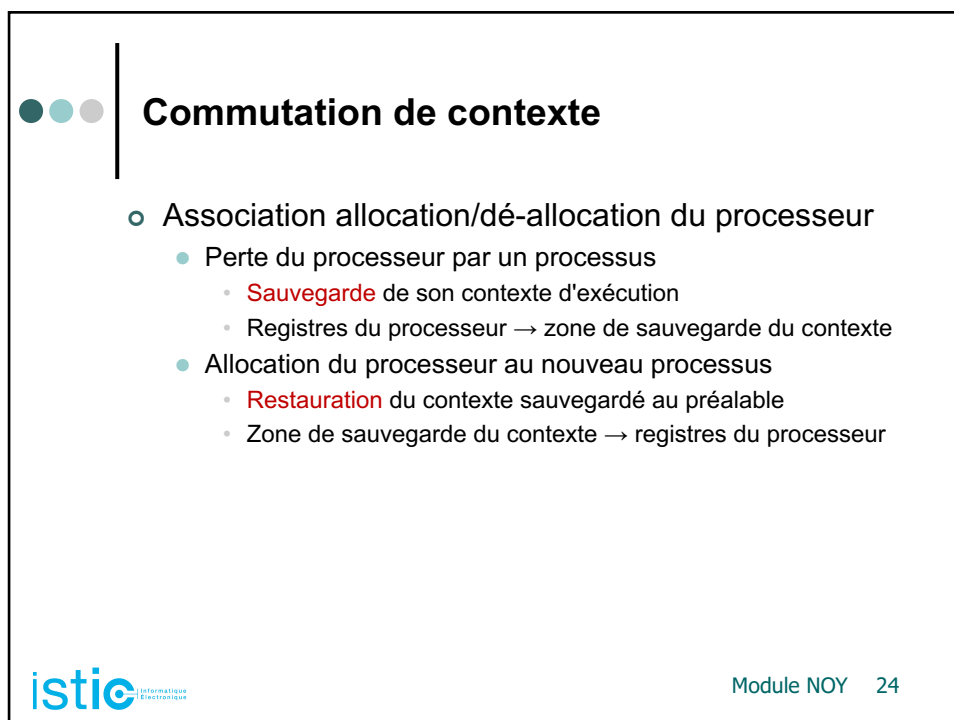 Commutation de contexte
Association allocation/dé-allocation du processeur
Perte du processeur par un processus
Sauvegarde de son contexte d'exécution
Registres du processeur → zone de sauvegarde du contexte
Allocation du processeur au nouveau processus
Restauration du contexte sauvegardé au préalable
Zone de sauvegarde du contexte → registres du processeur
istic Informatique
Électronique
Module NOY 24